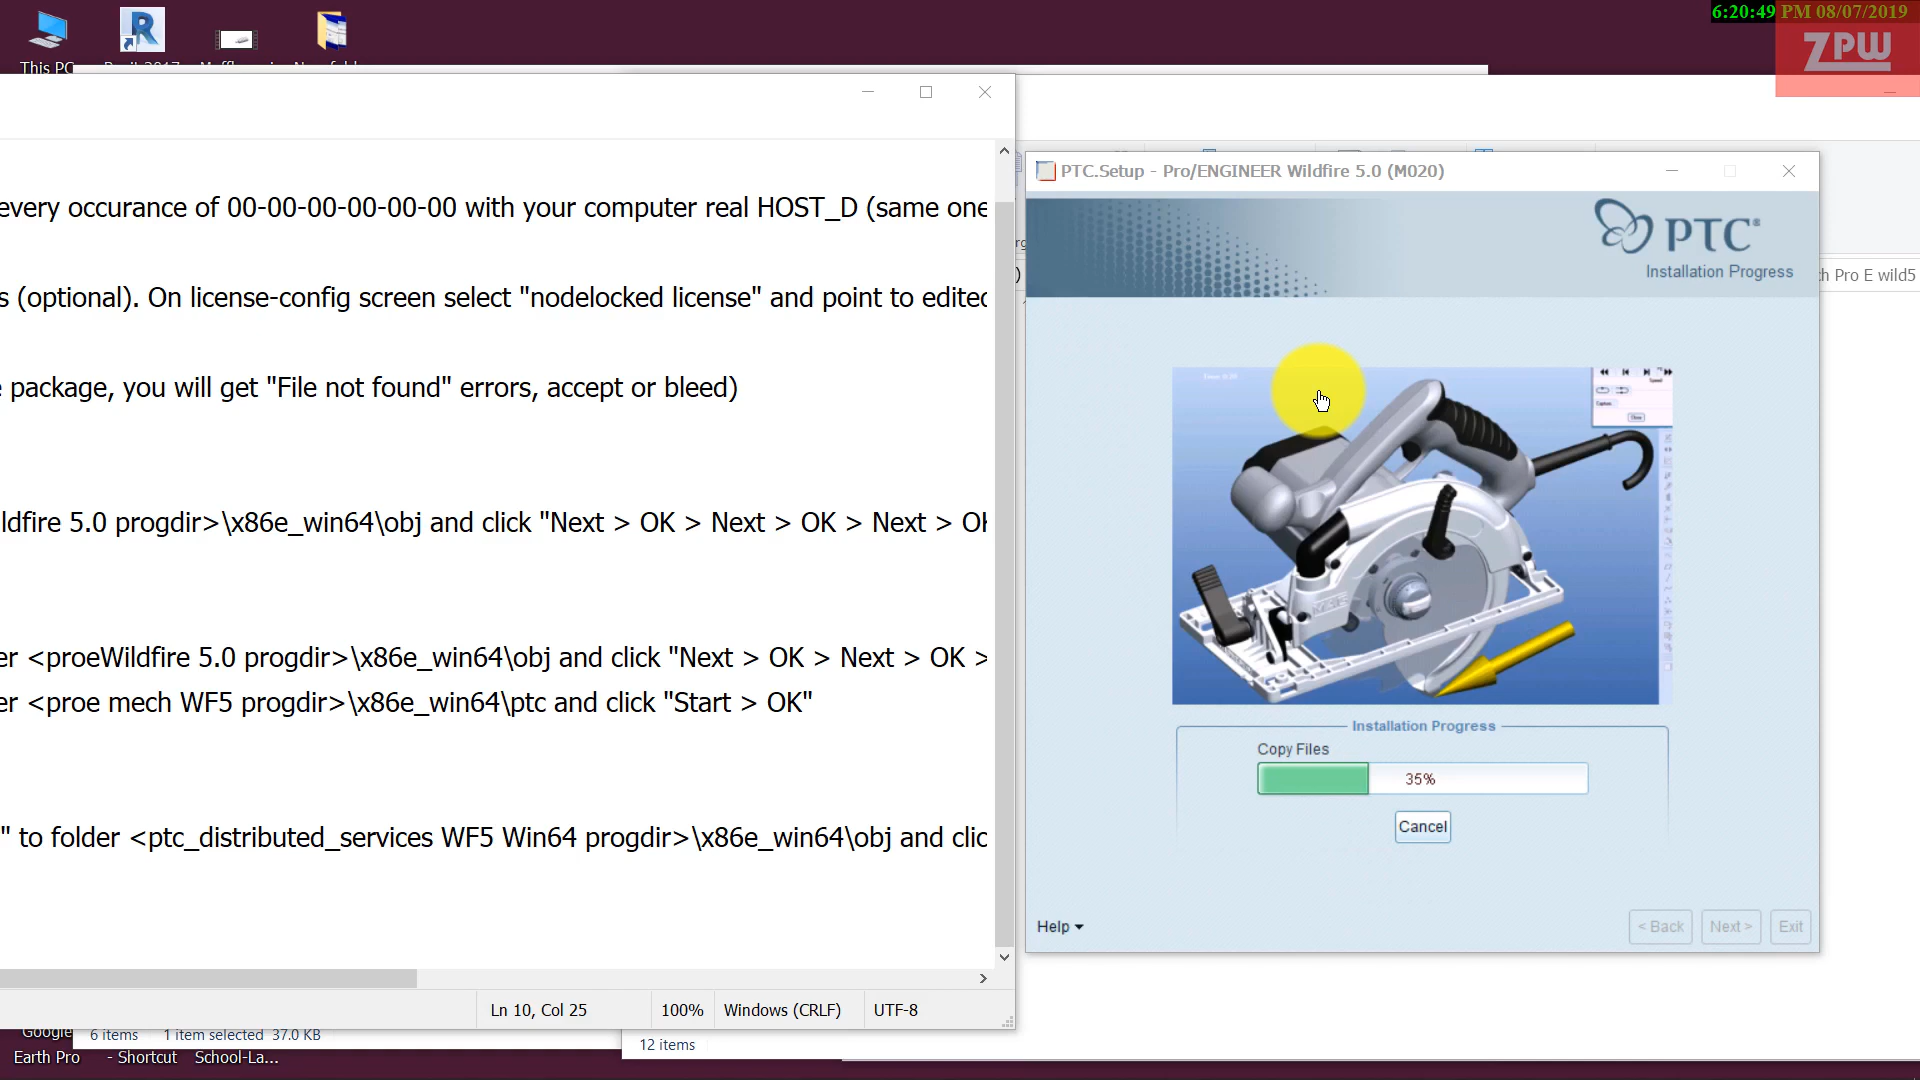 6:20:49 PM 08/07/2019
ZPW
This PC
every occurance of 00-00-00-00-00-00 with your computer real HOST_D (same one
s (optional). On license-config screen select "nodelocked license" and point to edited
package, you will get "File not found" errors, accept or bleed)
ldfire 5.0 progdir>\x86e_win64\obj and click "Next > OK > Next > OK > Next > OK
er <proeWildfire 5.0 progdir>\x86e_win64\obj and click "Next > OK > Next > OK >
er <proe mech WF5 progdir>\x86e_win64\ptc and click "Start > OK"
" to folder <ptc_distributed_services WF5 Win64 progdir>\x86e_win64\obj and clic
Ln 10, Col 25
100%
Windows (CRLF)
UTF-8
PTC.Setup - Pro/ENGINEER Wildfire 5.0 (M020)
PTC®
Installation Progress
ch Pro E wild5
Installation Progress
Copy Files
35%
Cancel
Help
< Back
Next >
Exit
Google
Earth Pro
- Shortcut
School-La...
6 items
1 item selected 37.0 KB
12 items